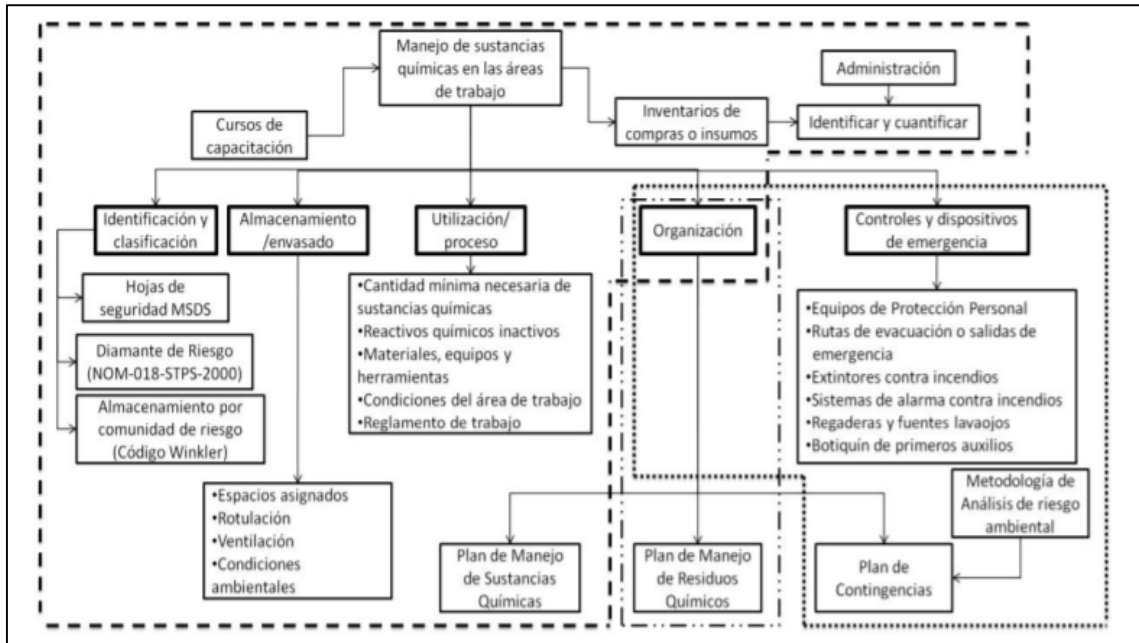 Manejo de sustancias
químicas en las áreas
de trabajo
Administración
Cursos de
capacitación
Inventarios de
compras o insumos
Identificar y cuantificar
Identificación y
clasificación
Almacenamiento
/envasado
Utilización/
proceso
Organización
Controles y dispositivos
de emergencia
Hojas de
seguridad MSDS
Diamante de Riesgo
(NOM-018-STPS-2000)
Almacenamiento por
comunidad de riesgo
(Código Winkler)
•Cantidad mínima necesaria de
sustancias químicas
•Reactivos químicos inactivos
•Materiales, equipos y
herramientas
•Condiciones del área de trabajo
•Reglamento de trabajo
•Equipos de Protección Personal
•Rutas de evacuación o salidas de
emergencia
•Extintores contra incendios
•Sistemas de alarma contra incendios
•Regaderas y fuentes lavaojos
•Botiquín de primeros auxilios
•Espacios asignados
•Rotulación
•Ventilación
•Condiciones
ambientales
Metodología de
Análisis de riesgo
ambiental
Plan de Manejo
de Sustancias
Químicas
Plan de Manejo
de Residuos
Químicos
Plan de
Contingencias